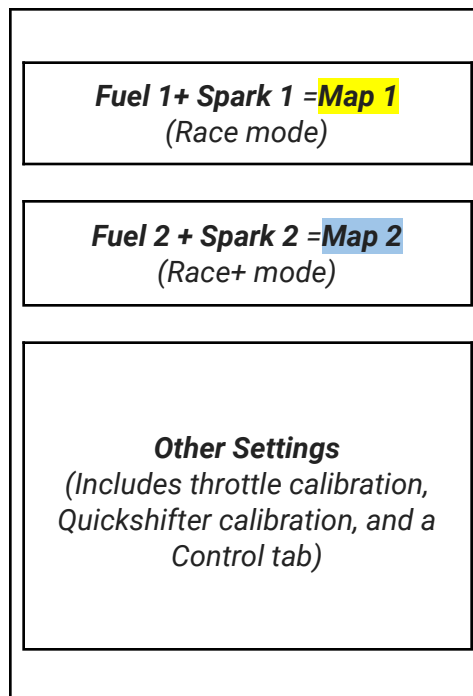 Fuel 1+ Spark 1 =Map 1
(Race mode)
Fuel 2 + Spark 2 =Map 2
(Race+ mode)
Other Settings
(Includes throttle calibration,
Quickshifter calibration, and a
Control tab)